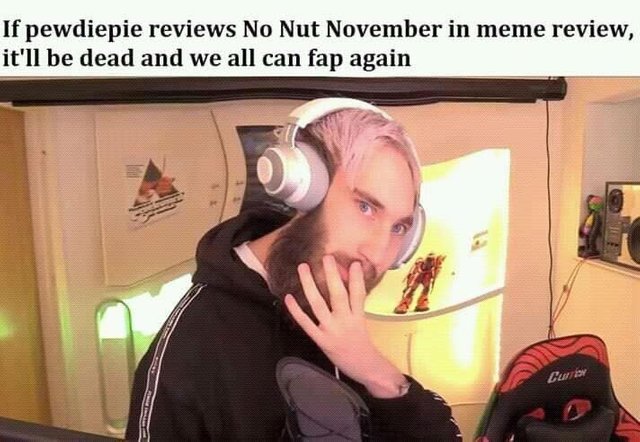 If pewdiepie reviews No Nut November in meme review,
it'll be dead and we all can fap again
CLUTCH